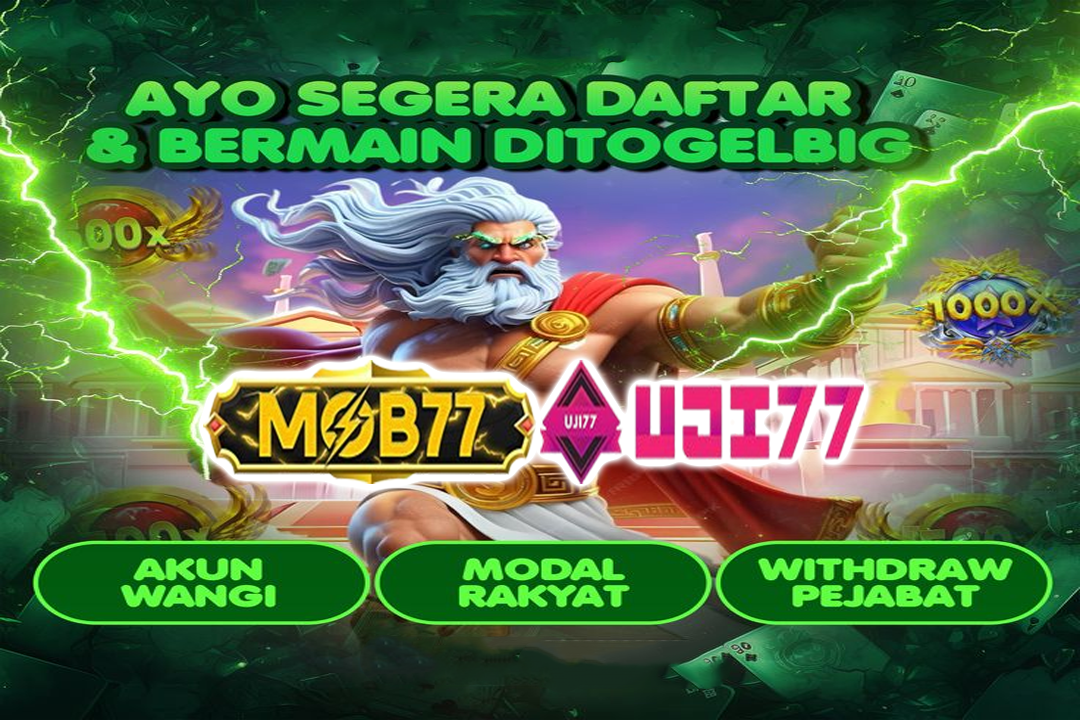 AYO SEGERA DAFTAR
& BERMAIN DITOGELBIG
1000X
MOB77
UJI77
UJI77
AKUN
WANGI
MODAL
RAKYAT
WITHDRAW
PEJABAT